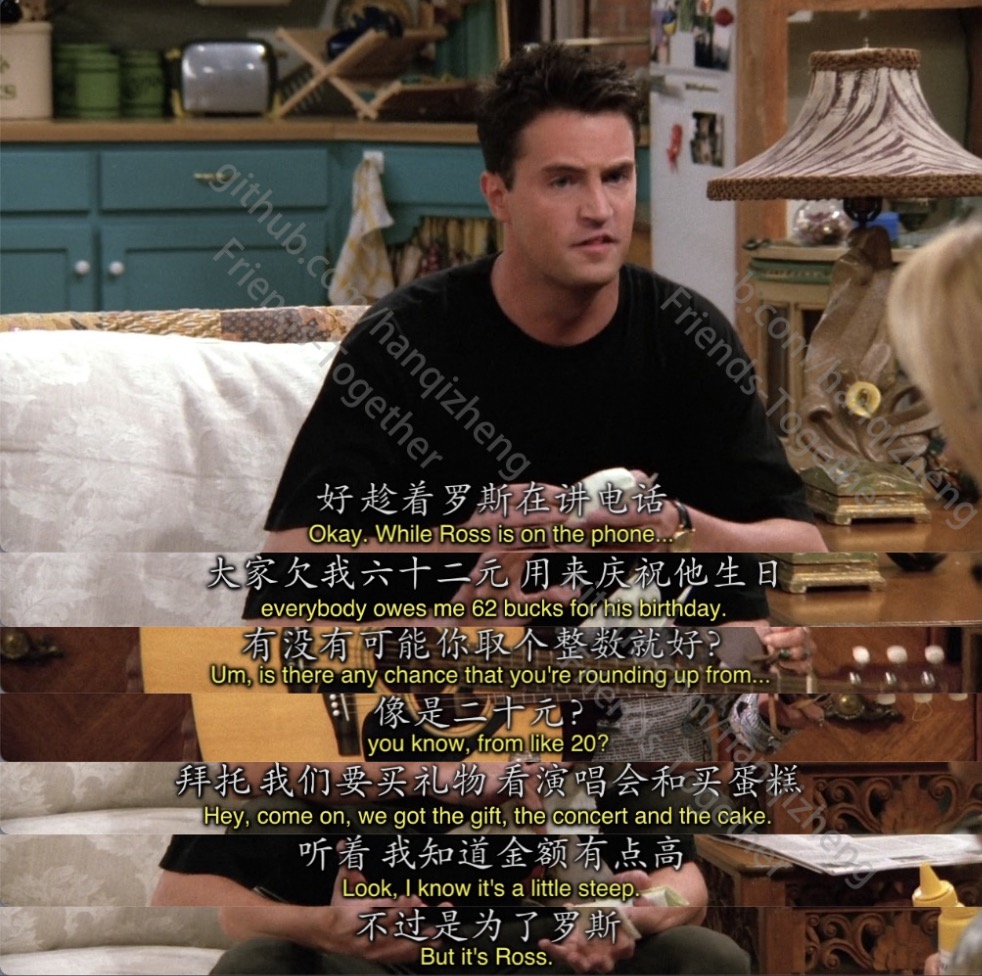 github.com/hanqizheng
Friends Together
b.com/hanqizheng
Friends Together
好 趁着罗斯在讲电话
Okay. While Ross is on the phone...
大家欠我六十二元 用来庆祝他生日
everybody owes me 62 bucks for his birthday.
有没有可能你取个整数就好?
Um, is there any chance that you're rounding up from...
像是二十元?
you know, from like 20?
拜托 我们要买礼物 看演唱会和买蛋糕
Hey, come on, we got the gift, the concert and the cake.
听着 我知道金额有点高
Look, I know it's a little steep.
不过是为了罗斯
But it's Ross.